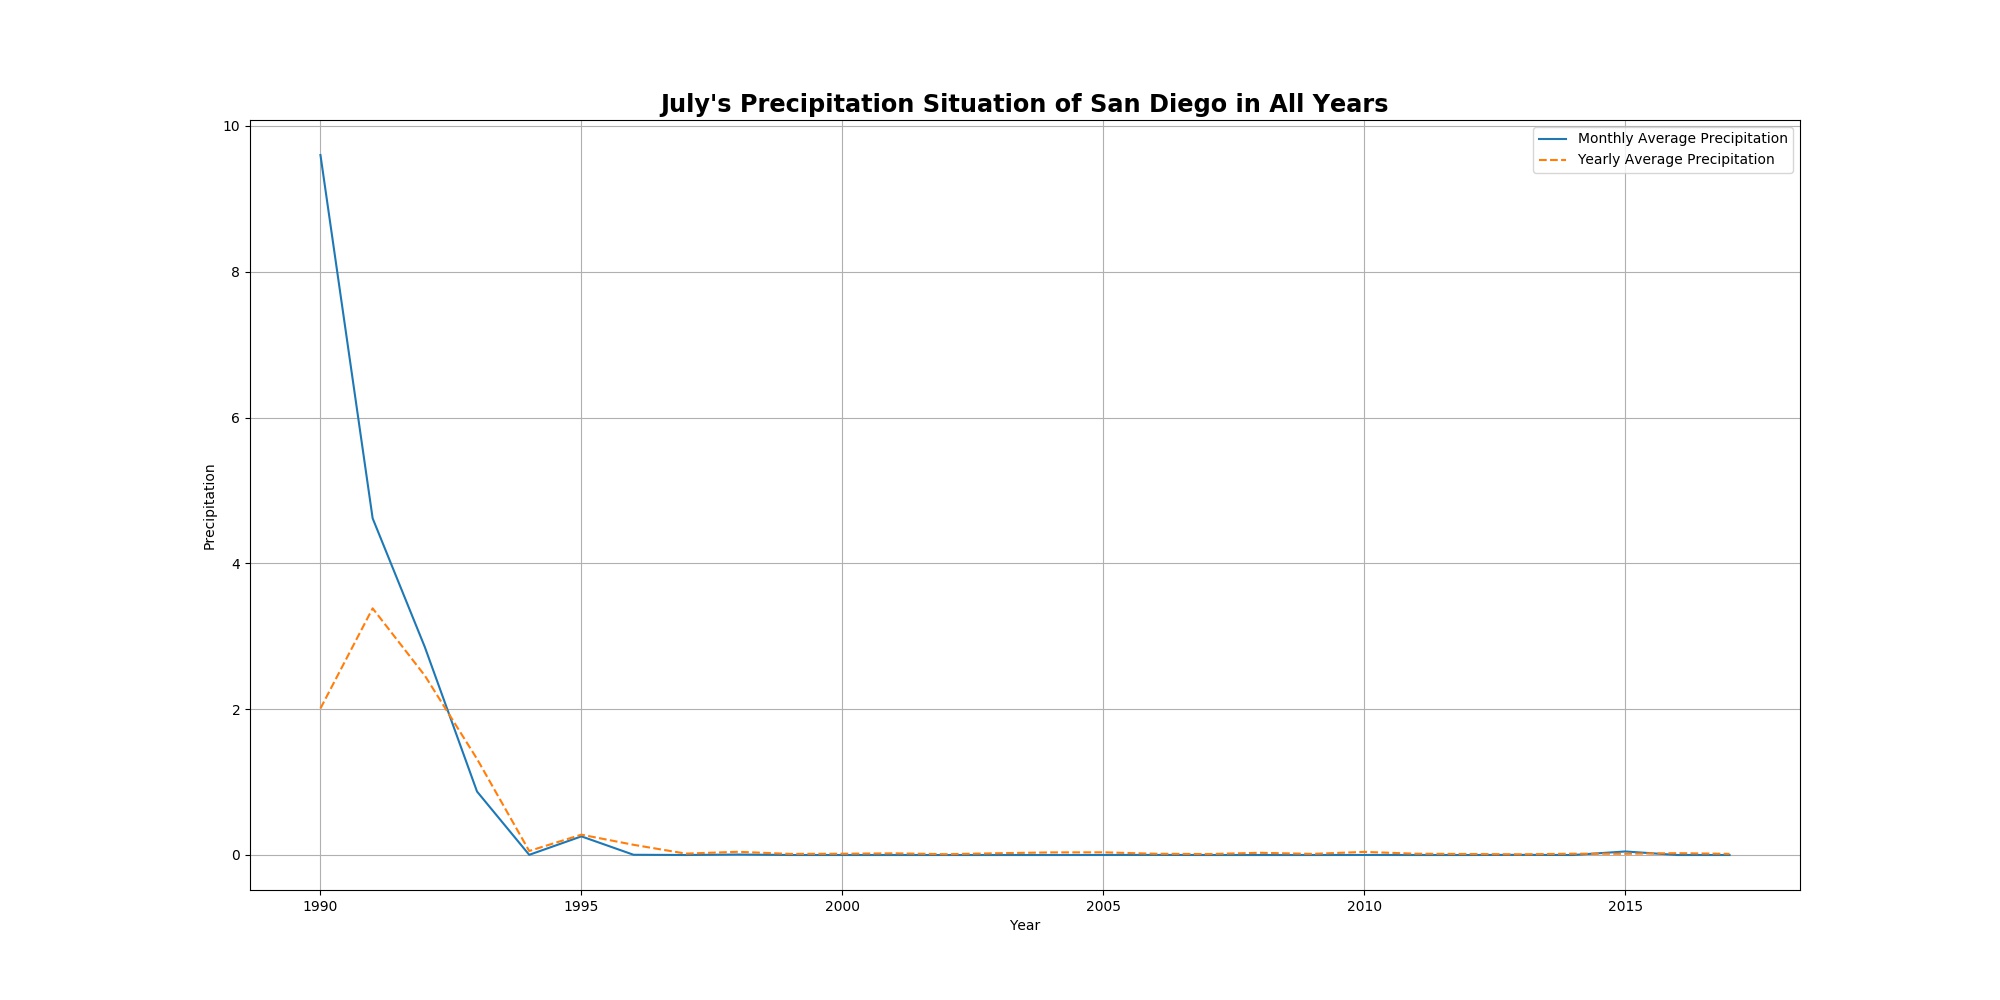 July's Precipitation Situation of San Diego in All Years
Monthly Average Precipitation
Yearly Average Precipitation
10
8
6
4
2
0
Precipitation
1990 1995 2000 2005 2010 2015
Year